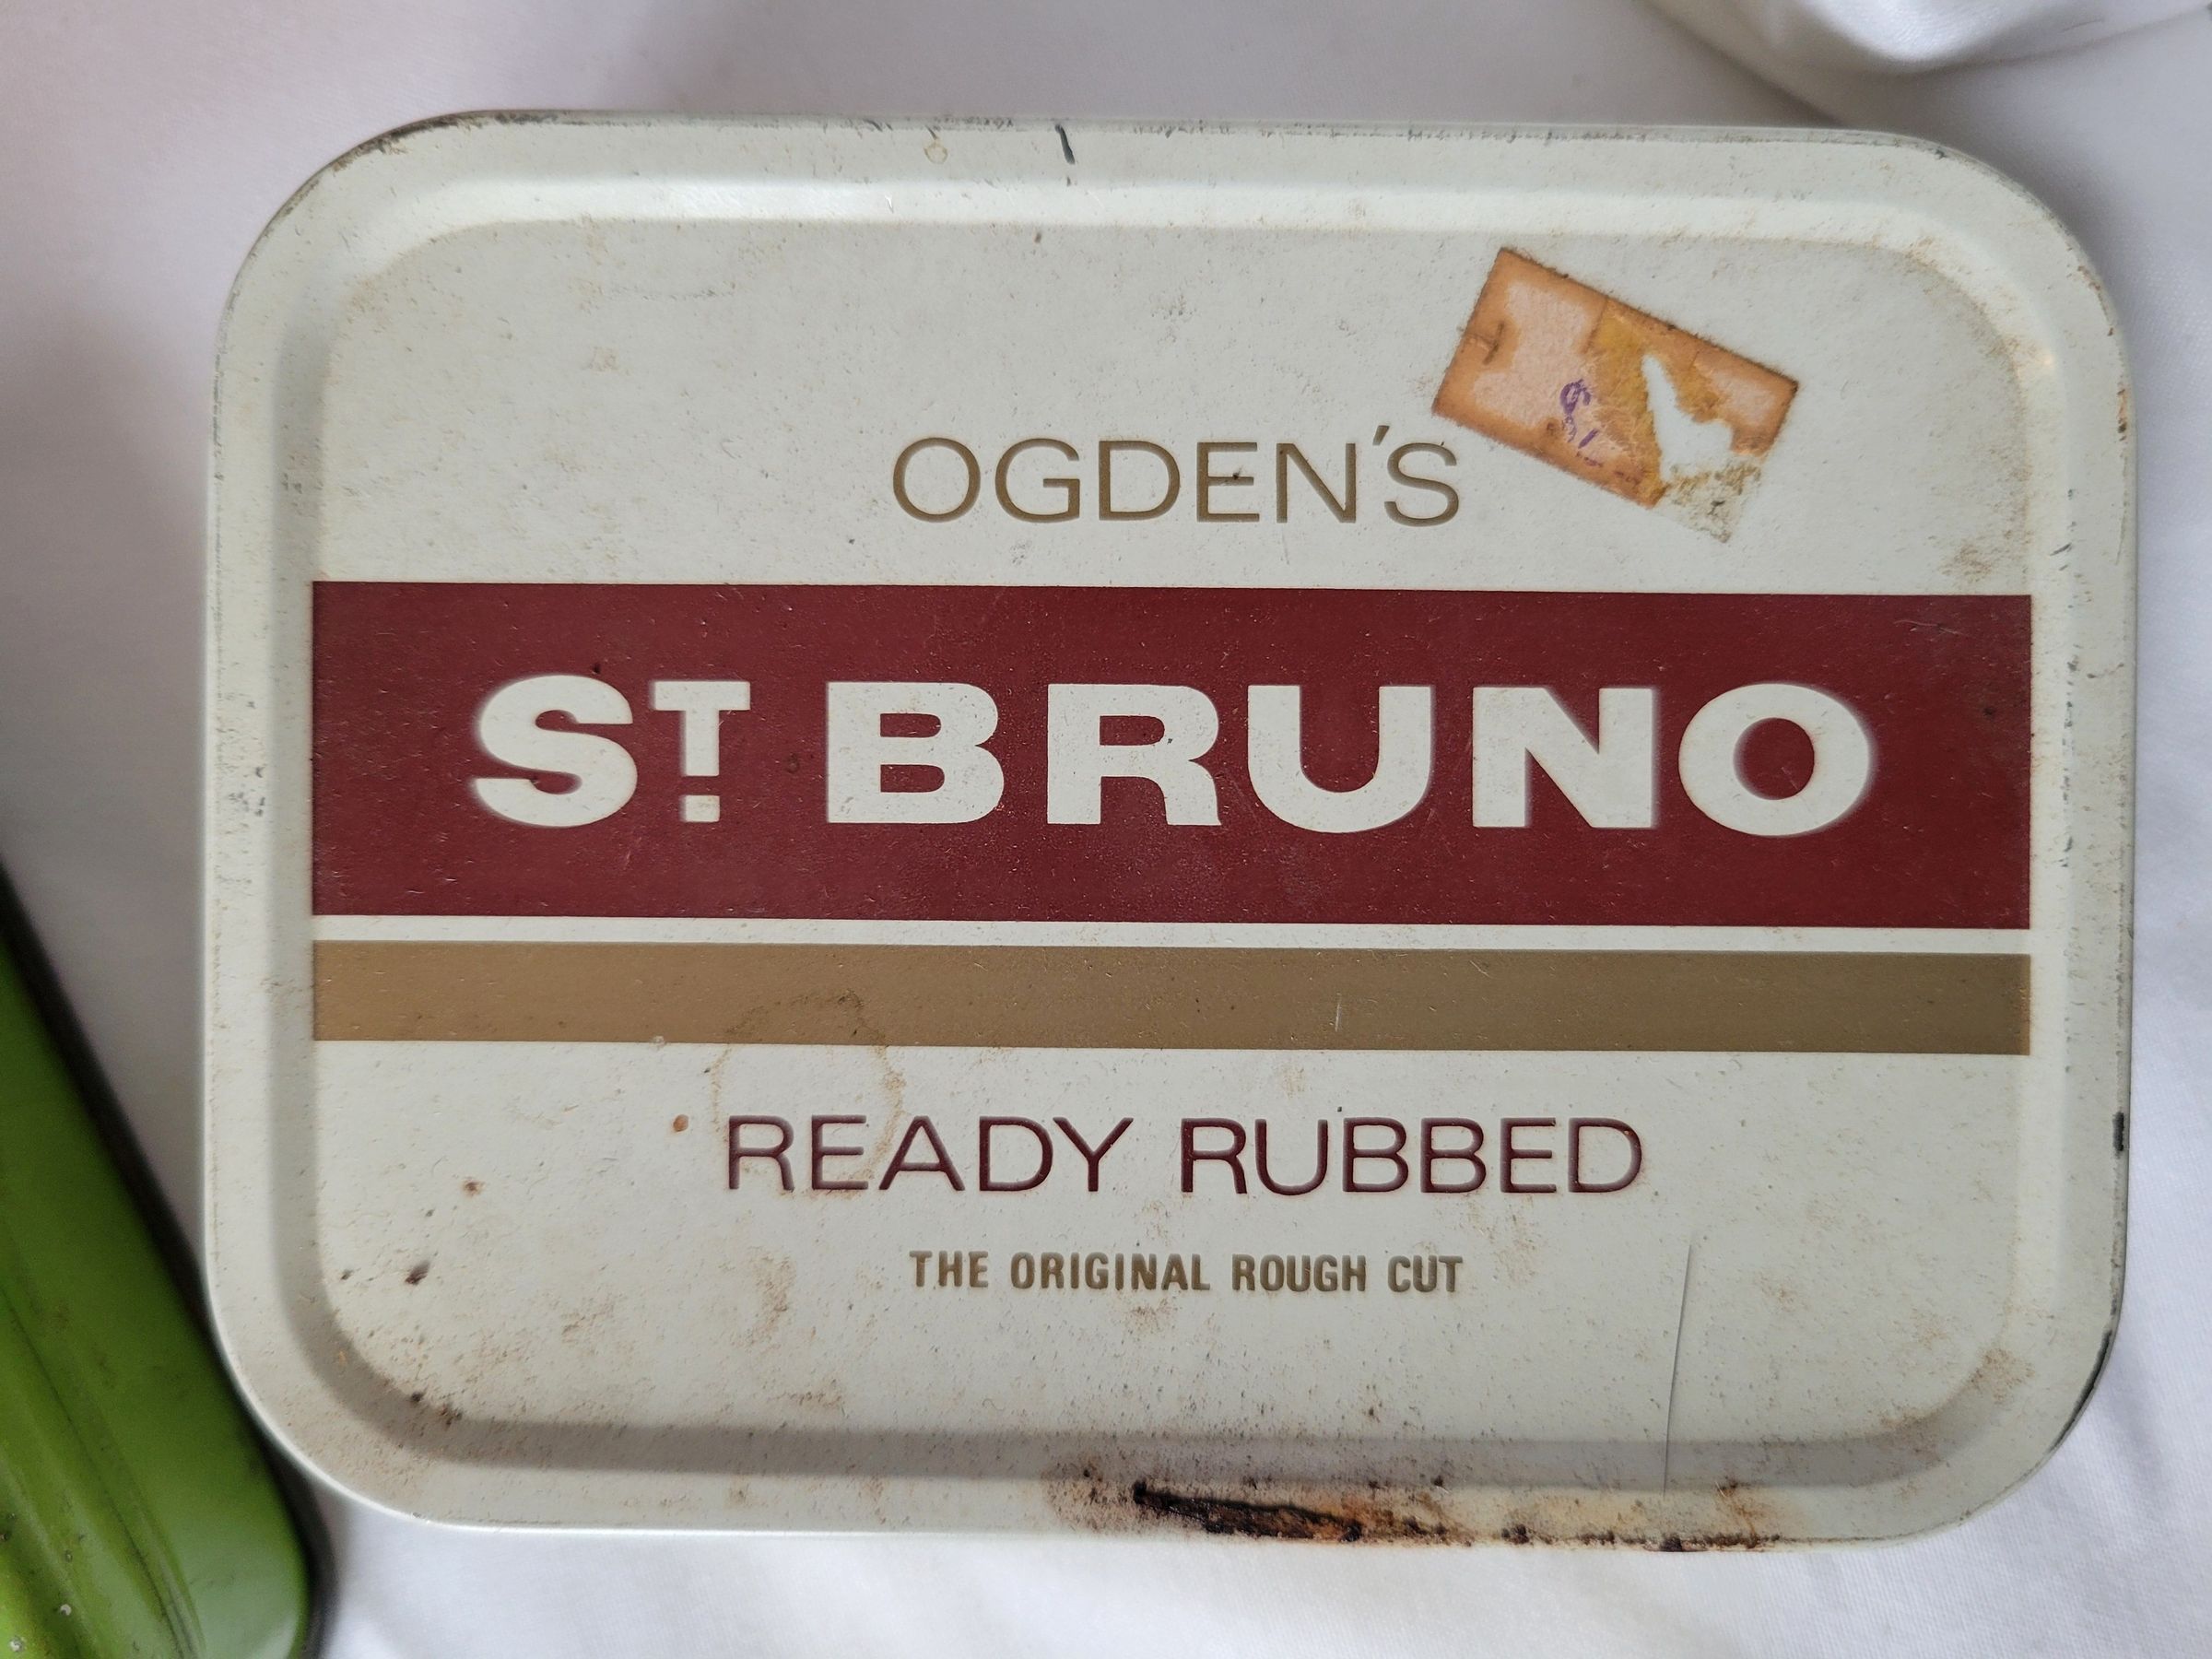 OGDEN'S
ST. BRUNO
READY RUBBED
THE ORIGINAL ROUGH CUT